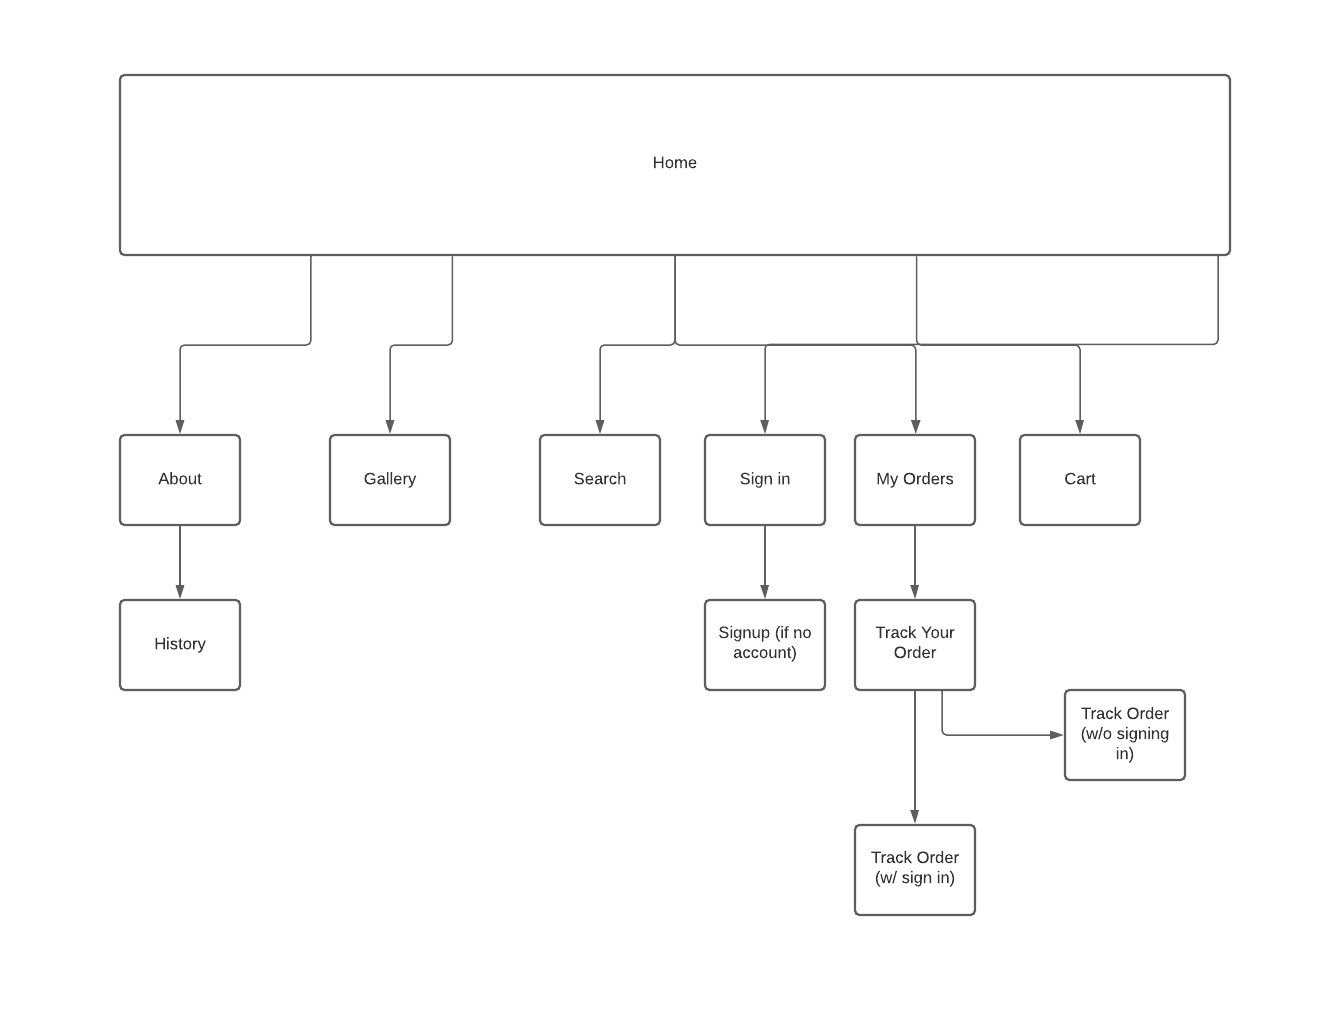 Home
About
Gallery
Search
Sign in
My Orders
Cart
History
Signup (if no
account)
Track Your
Order
Track Order
(w/o signing
in)
Track Order
(w/ sign in)